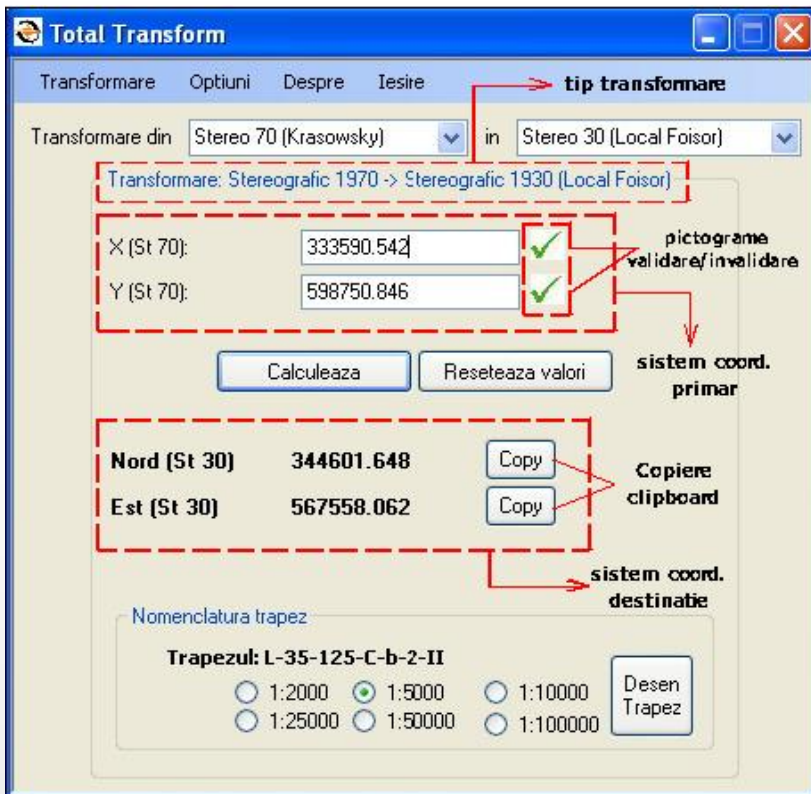 Total Transform
Transformare Optiuni Despre Iesire
tip transformare
Transformare din Stereo 70 (Krasowsky) in Stereo 30 (Local Foisor)
Transformare: Stereografic 1970 -> Stereografic 1930 (Local Foisor)
X (St 70): 333590.542
Y (St 70): 598750.846
pictograme
validare/invalidare
Calculeaza Reseteaza valori
sistem coord.
primar
Nord (St 30) 344601.648 Copy
Est (St 30) 567558.062 Copy
Copiere
clipboard
sistem coord.
destinatie
Nomenclatura trapez
Trapezul: L-35-125-C-b-2-II
1:2000 1:5000 1:10000
1:25000 1:50000 1:100000
Desen
Trapez